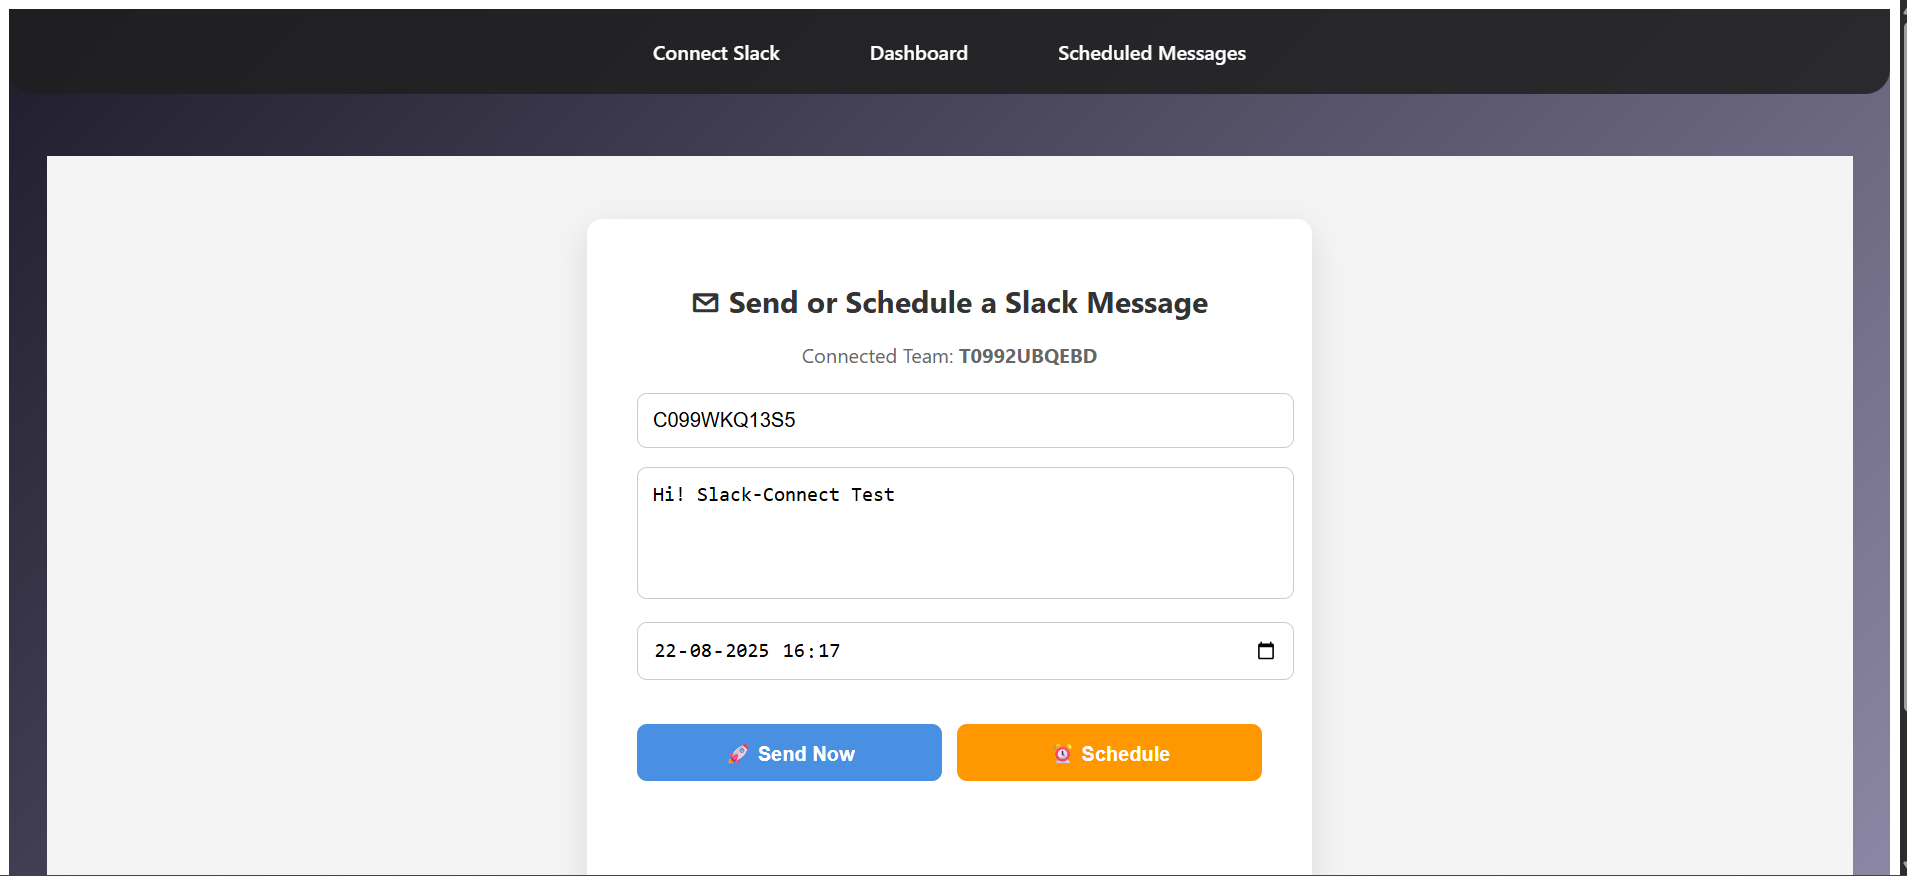 Connect Slack Dashboard Scheduled Messages
Send or Schedule a Slack Message
Connected Team: T0992UBQEBD
C099WKQ13S5
Hi! Slack-Connect Test
22-08-2025 16:17
🚀 Send Now ⏰ Schedule